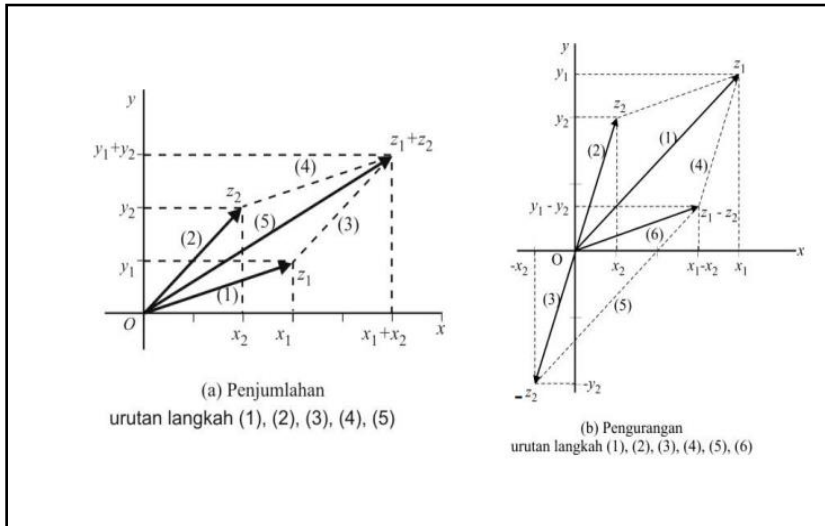 y
y₁+y₂
z₁+z₂
(4)
z₂
y₂
(2)
(5)
(3)
y₁
z₁
(1)
O
x₂
x₁
x₁+x₂
x
(a) Penjumlahan
urutan langkah (1), (2), (3), (4), (5)
y
y₁
z₁
z₂
y₂
(1)
(2)
(4)
y₁ - y₂
z₁ - z₂
(6)
O
x
-x₂
x₂
x₁-x₂
x₁
(3)
(5)
-z₂
-y₂
(b) Pengurangan
urutan langkah (1), (2), (3), (4), (5), (6)